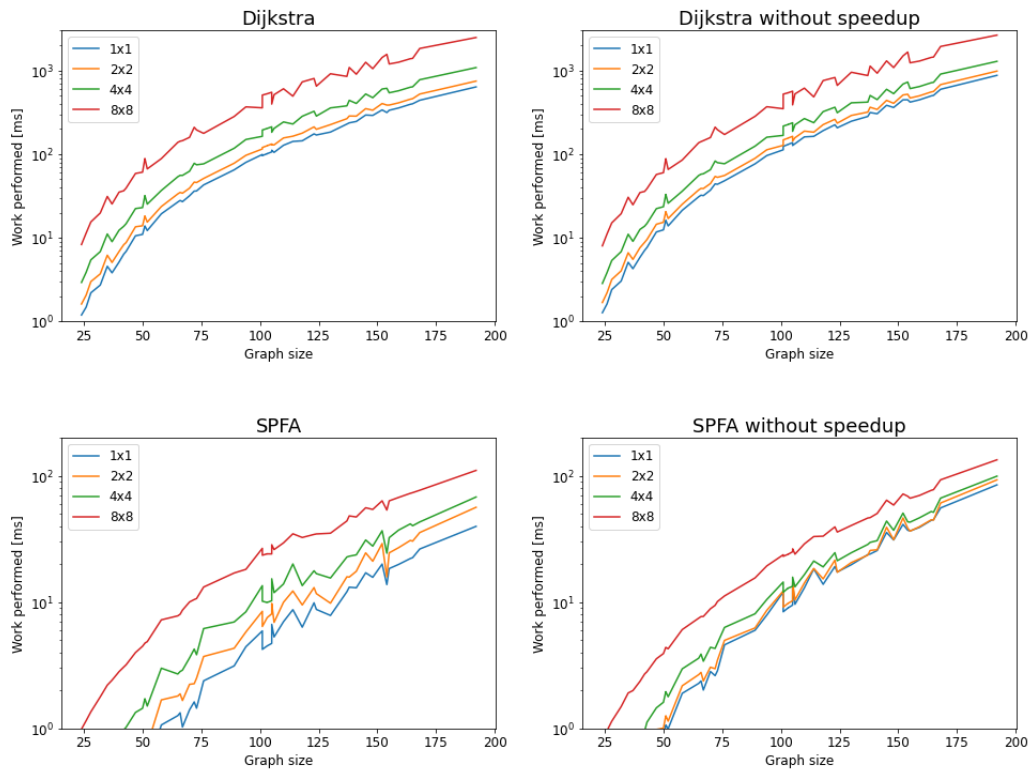 Dijkstra
1x1
2x2
4x4
8x8
10³
10²
10¹
10⁰
Work performed [ms]
25 50 75 100 125 150 175 200
Graph size
Dijkstra without speedup
1x1
2x2
4x4
8x8
10³
10²
10¹
10⁰
Work performed [ms]
25 50 75 100 125 150 175 200
Graph size
SPFA
1x1
2x2
4x4
8x8
10²
10¹
10⁰
Work performed [ms]
25 50 75 100 125 150 175 200
Graph size
SPFA without speedup
1x1
2x2
4x4
8x8
10²
10¹
10⁰
Work performed [ms]
25 50 75 100 125 150 175 200
Graph size